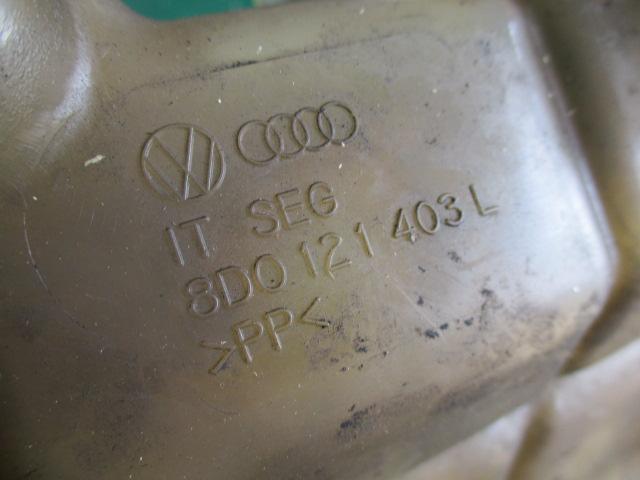 IT SEG
8D0 121 403 L
>PP<